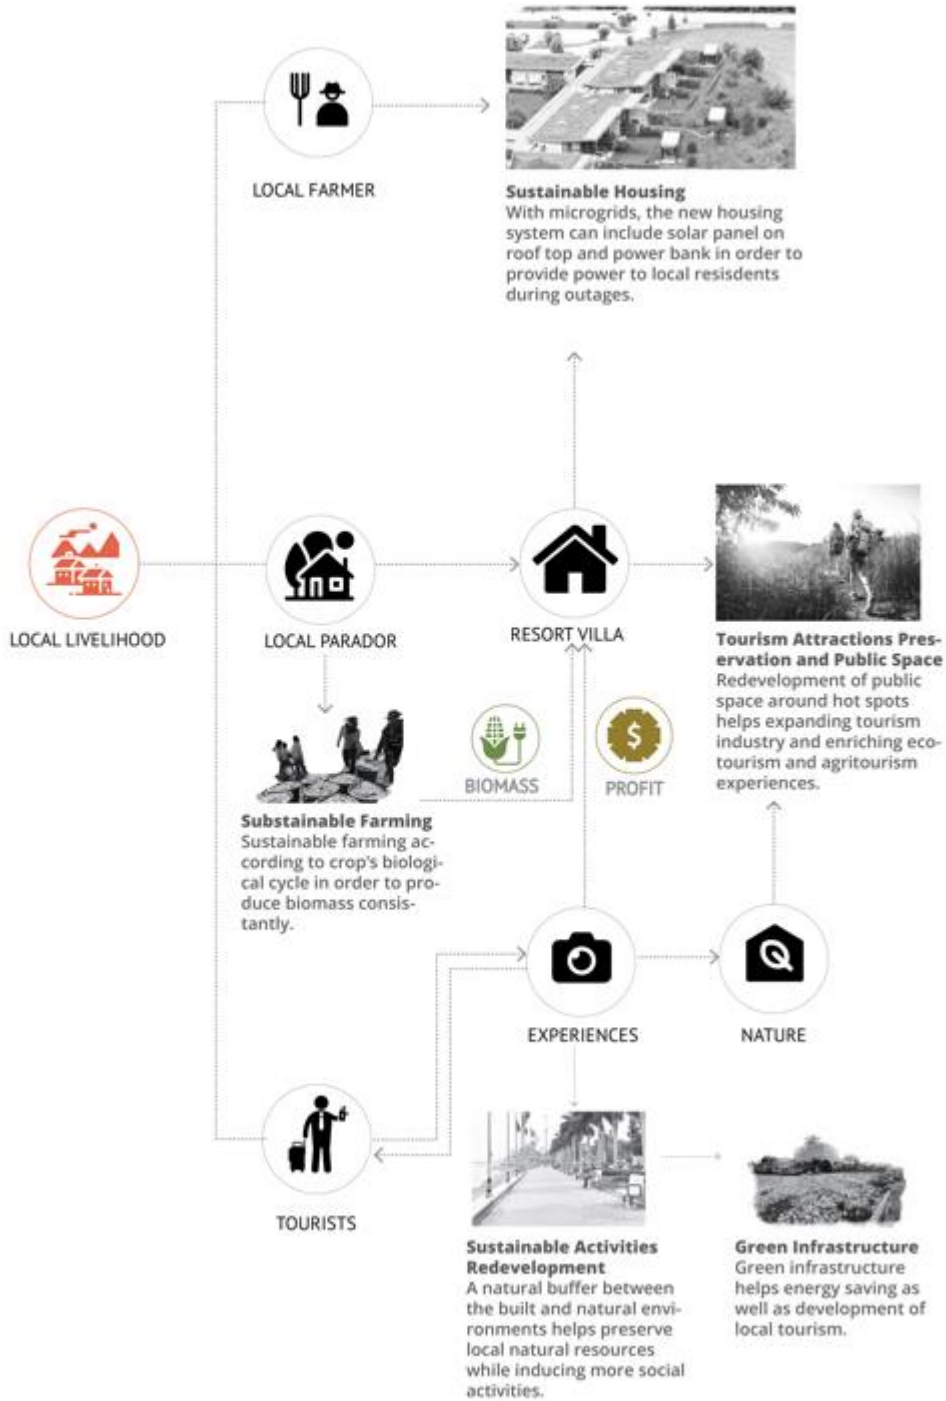 LOCAL FARMER
Sustainable Housing
With microgrids, the new housing
system can include solar panel on
roof top and power bank in order to
provide power to local resisdents
during outages.
LOCAL LIVELIHOOD
LOCAL PARADOR
RESORT VILLA
Tourism Attractions Pres-
ervation and Public Space
Redevelopment of public
space around hot spots
helps expanding tourism
industry and enriching eco-
tourism and agritourism
experiences.
BIOMASS
$
PROFIT
Substainable Farming
Sustainable farming ac-
cording to crop's biologi-
cal cycle in order to pro-
duce biomass consis-
tantly.
EXPERIENCES
NATURE
TOURISTS
Sustainable Activities
Redevelopment
A natural buffer between
the built and natural envi-
ronments helps preserve
local natural resources
while inducing more social
activities.
Green Infrastructure
Green infrastructure
helps energy saving as
well as development of
local tourism.